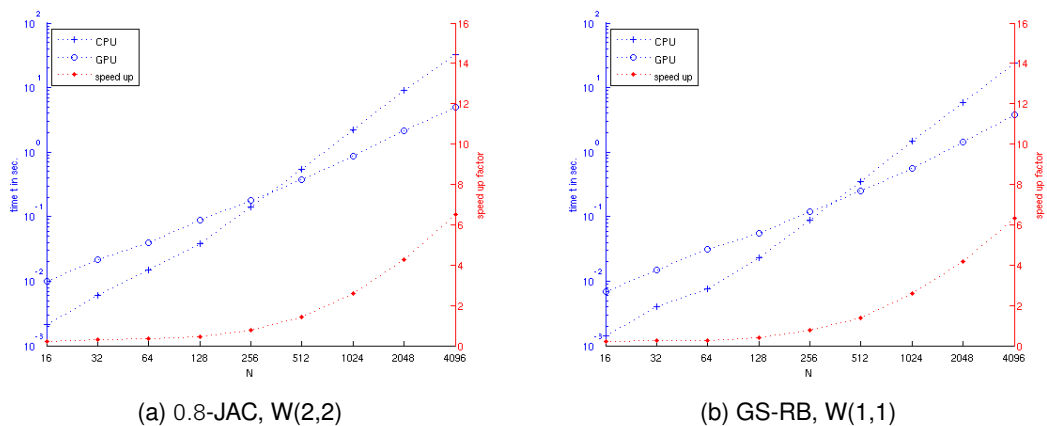 10^2
10^1
10^0
10^-1
10^-2
10^-5
time t in sec.
CPU
GPU
speed up
16
14
12
10
8
6
4
2
0
speed up factor
16 32 64 128 256 512 1024 2048 4096
N
(a) 0.8-JAC, W(2,2)
10^2
10^1
10^0
10^-1
10^-2
10^-5
time t in sec.
CPU
GPU
speed up
16
14
12
10
8
6
4
2
0
speed up factor
16 32 64 128 256 512 1024 2048 4096
N
(b) GS-RB, W(1,1)